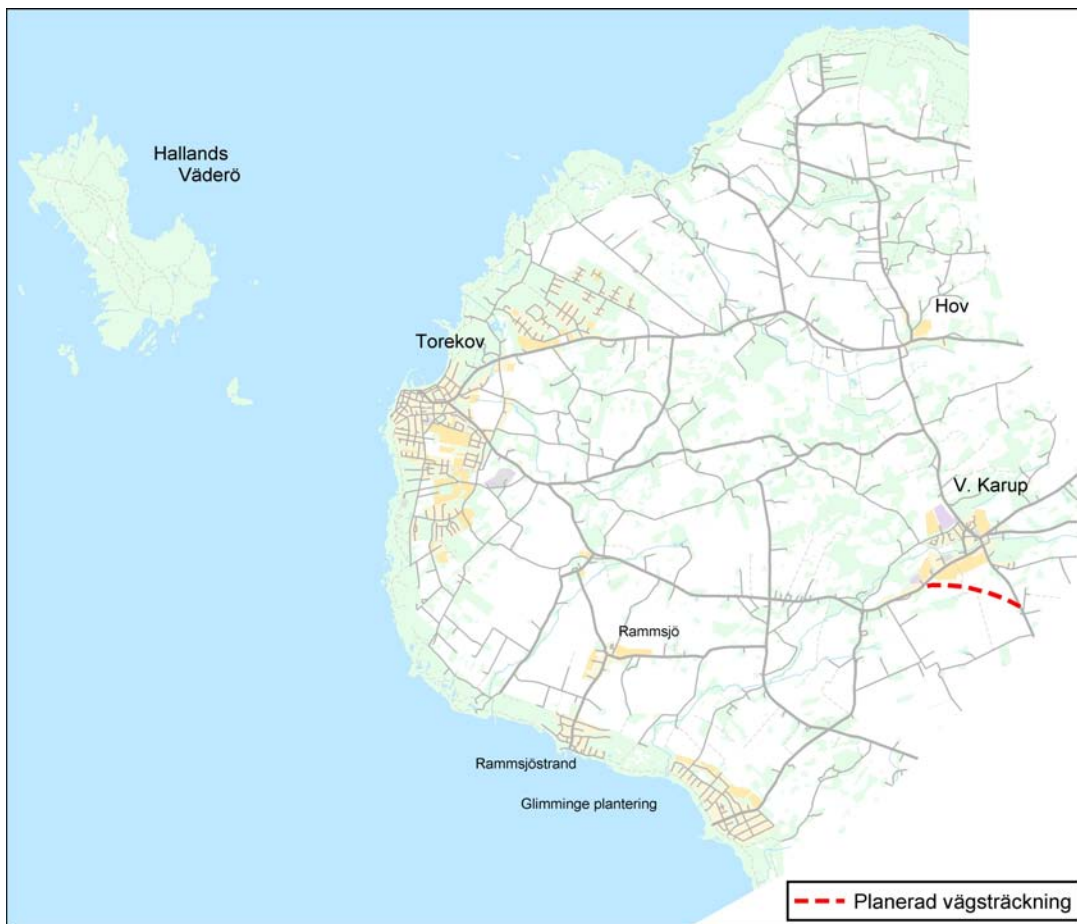 Hallands
Väderö
Hov
Torekov
V. Karup
Rammsjö
Rammsjöstrand
Glimminge plantering
Planerad vägsträckning